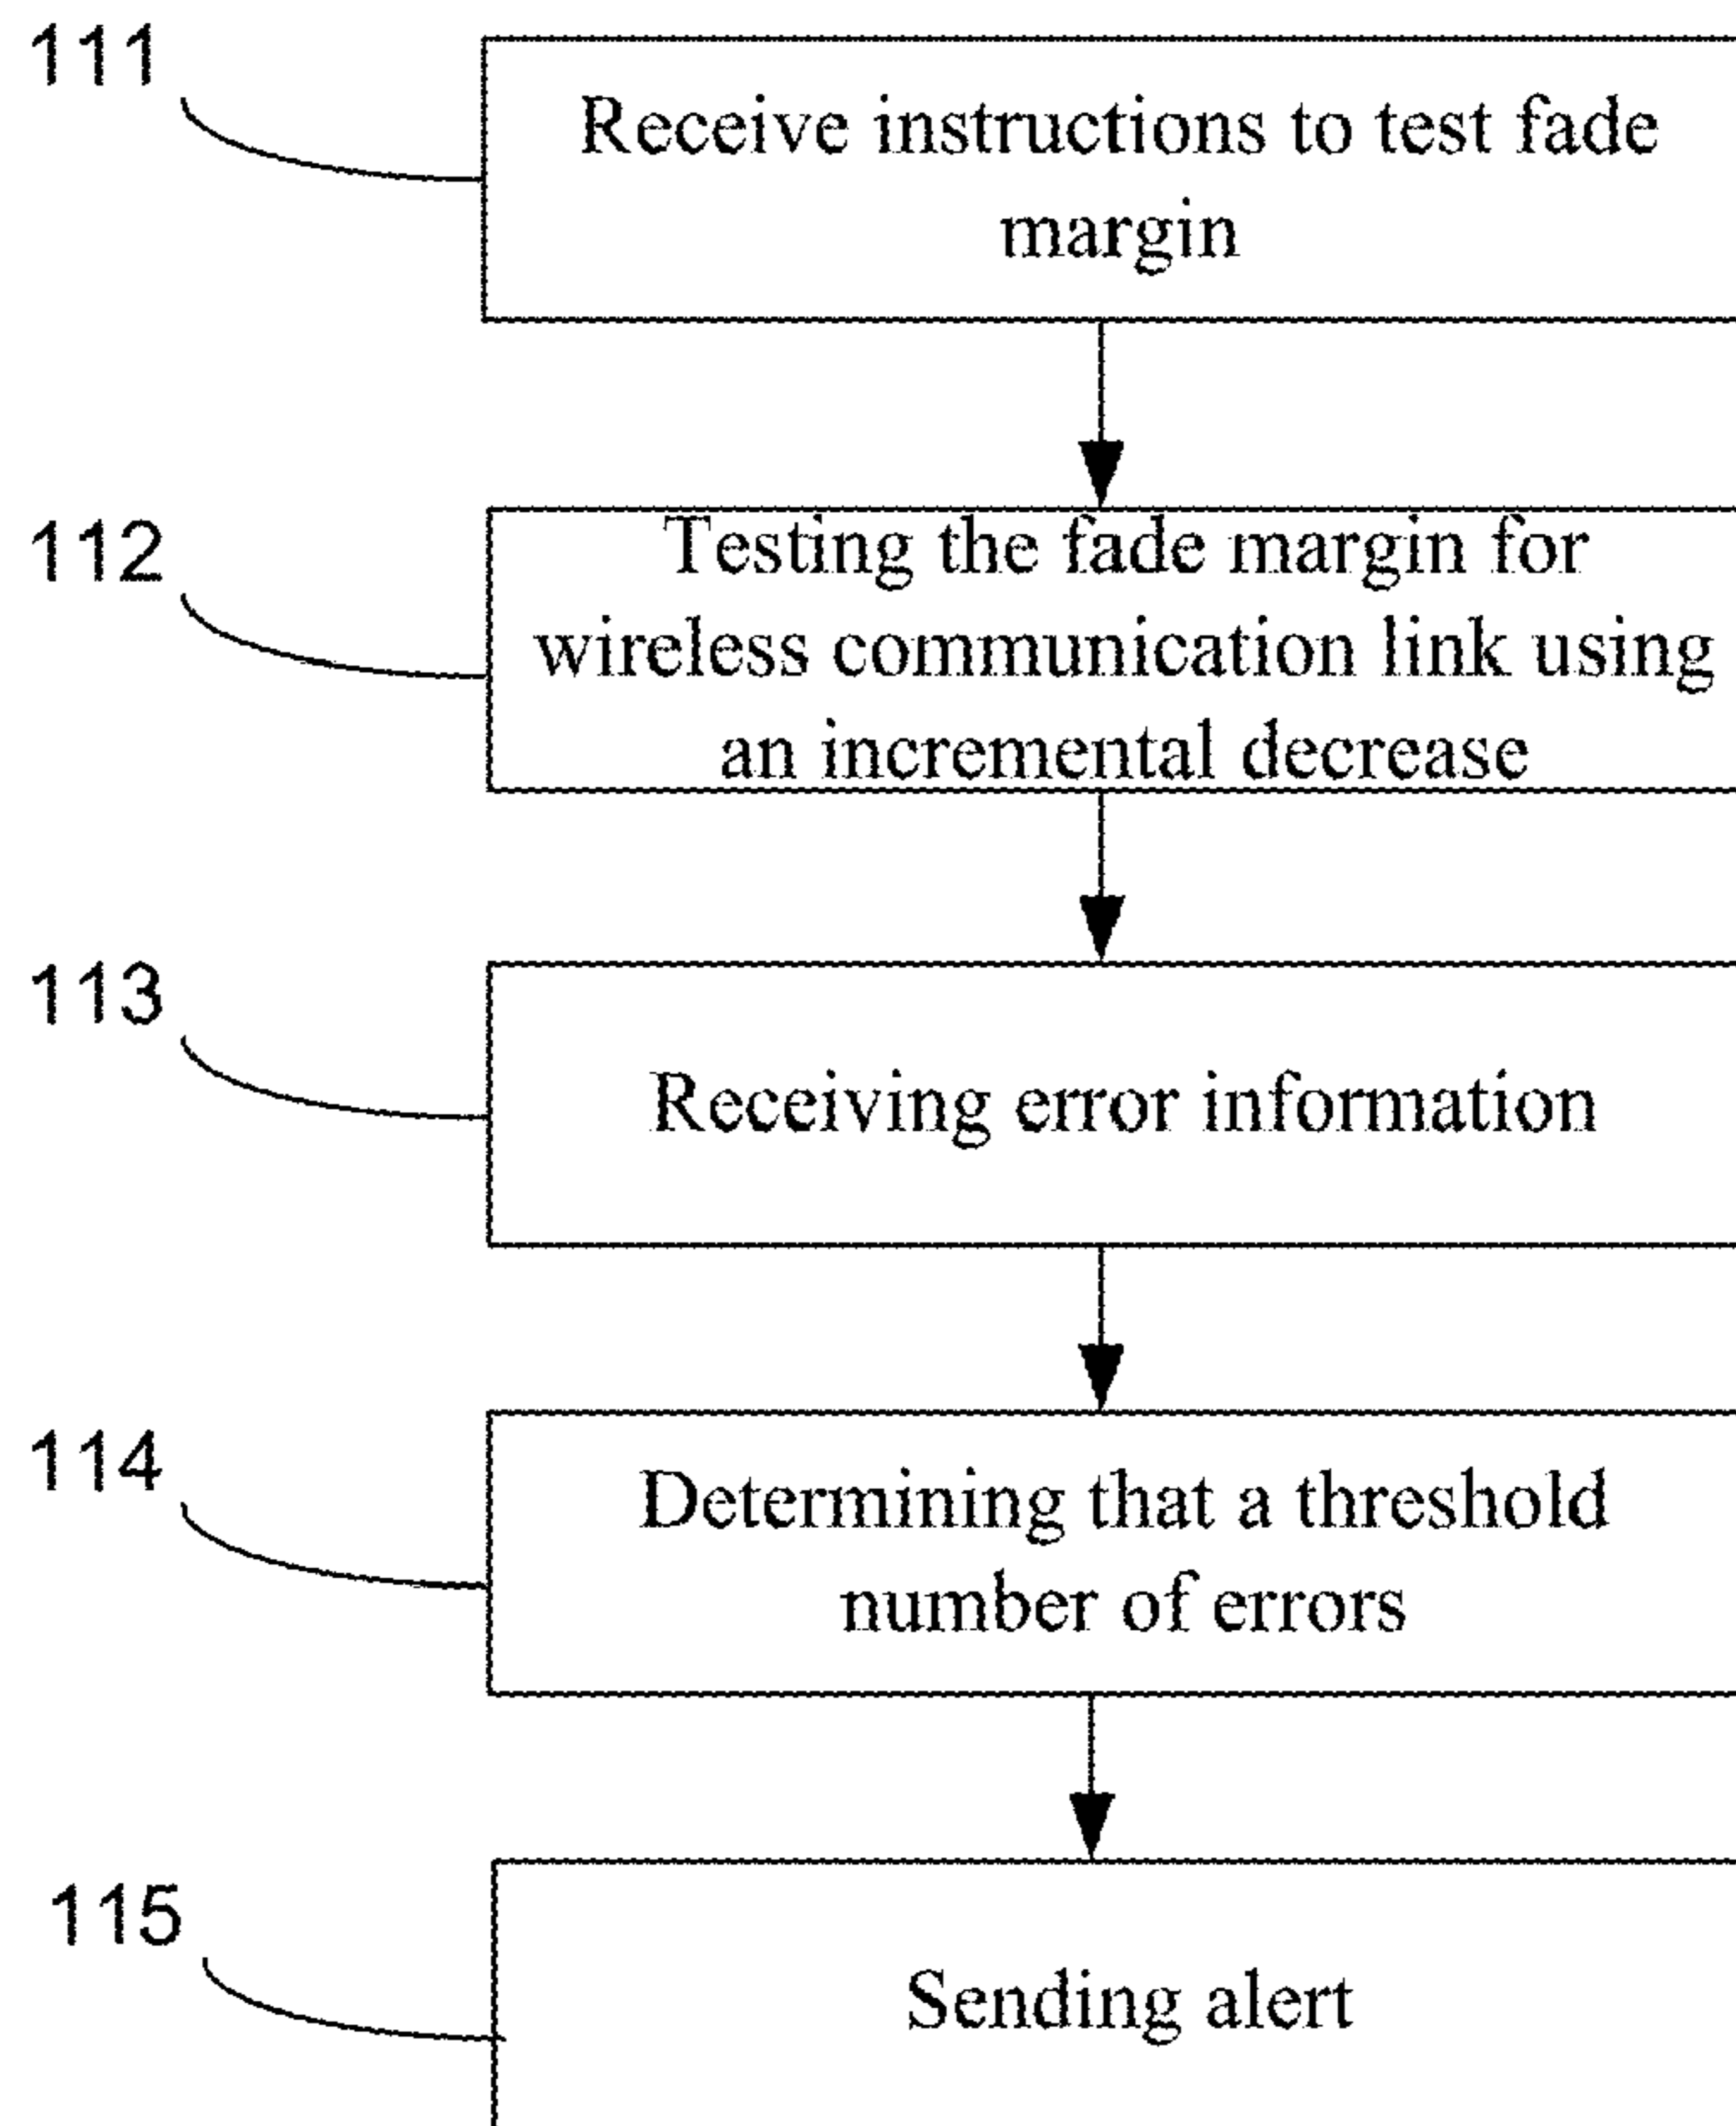 111
Receive instructions to test fade
margin
112
Testing the fade margin for
wireless communication link using
an incremental decrease
113
Receiving error information
114
Determining that a threshold
number of errors
115
Sending alert